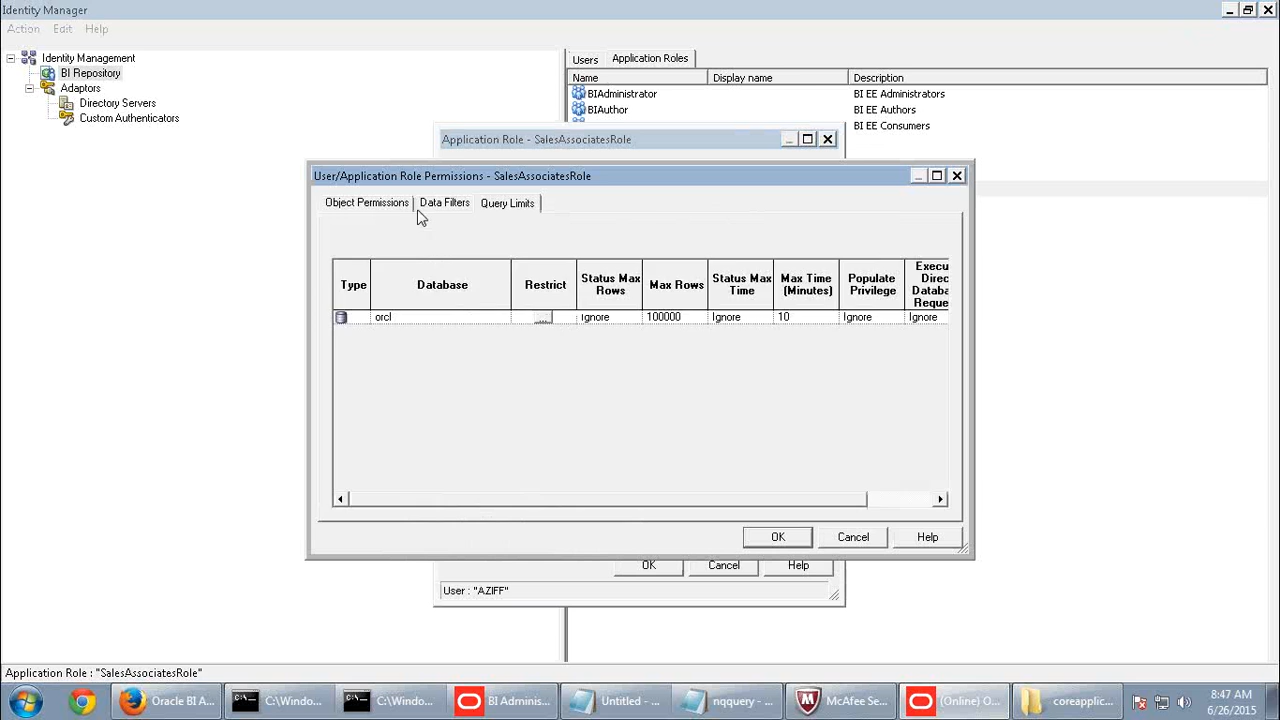 Identity Manager
Action Edit Help
Identity Management
BI Repository
Adaptors
Directory Servers
Custom Authenticators
Users Application Roles
Name Display name Description
BIAdministrator BI EE Administrators
BIAuthor BI EE Authors
BI EE Consumers
Application Role - SalesAssociatesRole
User/Application Role Permissions - SalesAssociatesRole
Object Permissions Data Filters Query Limits
Type Database Restrict Status Max Rows Max Rows Status Max Time Max Time (Minutes) Populate Privilege Execu Direc Databa Reque
orcl ... Ignore 100000 Ignore 10 Ignore Ignore
OK Cancel Help
OK Cancel Help
User : "AZIFF"
Application Role : "SalesAssociatesRole"
Oracle BI A... C:\Windo... C:\Windo... BI Adminis... Untitled - ... nqquery - ... McAfee Se... (Online) O... coreapplic...
8:47 AM
6/26/2015